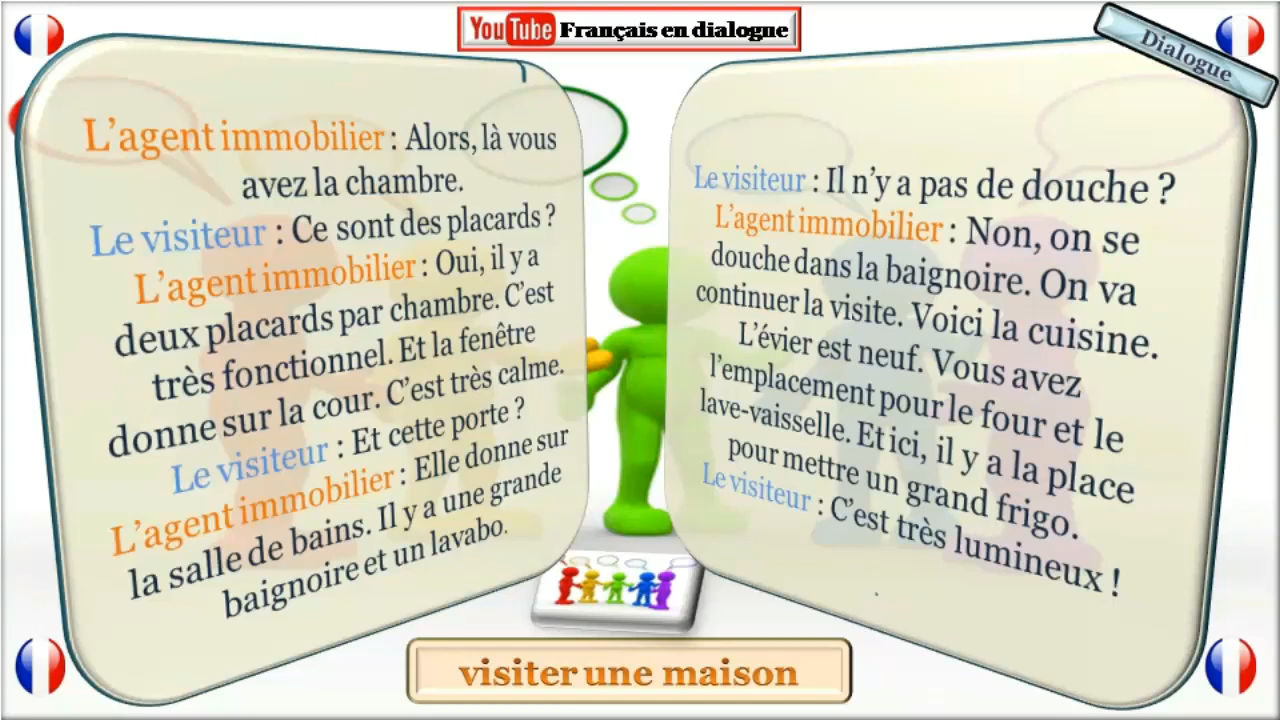 YouTube Français en dialogue
Dialogue
L'agent immobilier : Alors, là vous
avez la chambre.
Le visiteur : Ce sont des placards ?
L'agent immobilier : Oui, il y a
deux placards par chambre. C'est
très fonctionnel. Et la fenêtre
donne sur la cour. C'est très calme.
Le visiteur : Et cette porte ?
L'agent immobilier : Elle donne sur
la salle de bains. Il y a une grande
baignoire et un lavabo.
Le visiteur : Il n'y a pas de douche ?
L'agent immobilier : Non, on se
douche dans la baignoire. On va
continuer la visite. Voici la cuisine.
L'évier est neuf. Vous avez
l'emplacement pour le four et le
lave-vaisselle. Et ici, il y a la place
pour mettre un grand frigo.
Le visiteur : C'est très lumineux !
visiter une maison